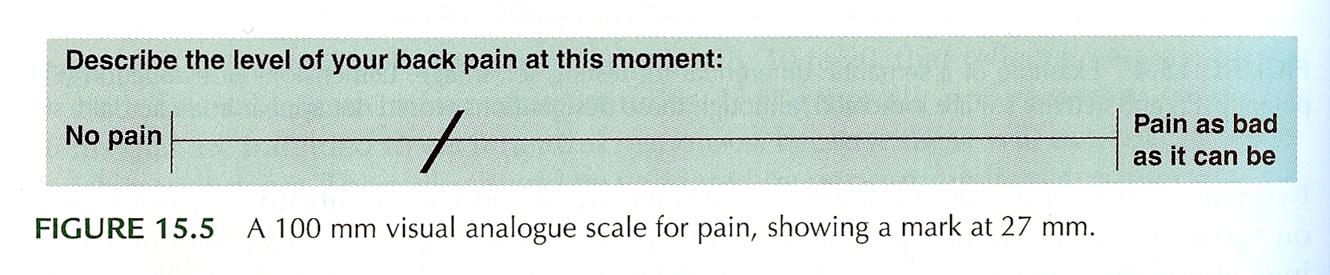 Describe the level of your back pain at this moment:
No pain
Pain as bad
as it can be
FIGURE 15.5 A 100 mm visual analogue scale for pain, showing a mark at 27 mm.